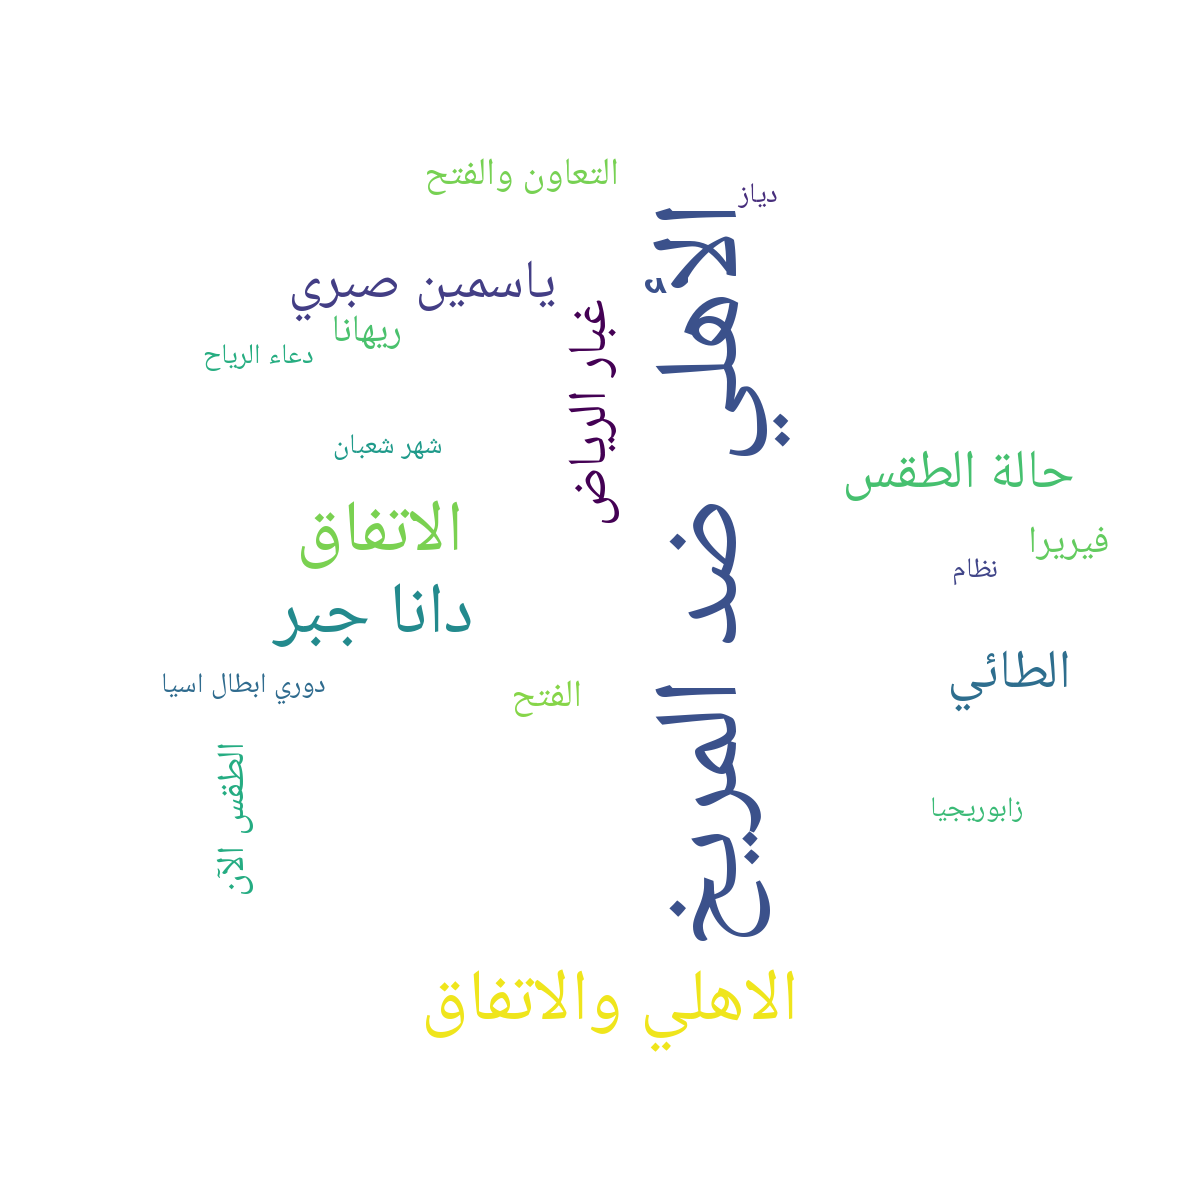 التعاون والفتح
دياز
الأهلي ضد المريخ
ياسمين صبري
غبار الرياض
ريهانا
دعاء الرياح
شهر شعبان
حالة الطقس
الاتفاق
فيريرا
نظام
دانا جبر
الطائي
دوري ابطال اسيا
الفتح
الطقس الآن
زابوريجيا
الاهلي والاتفاق